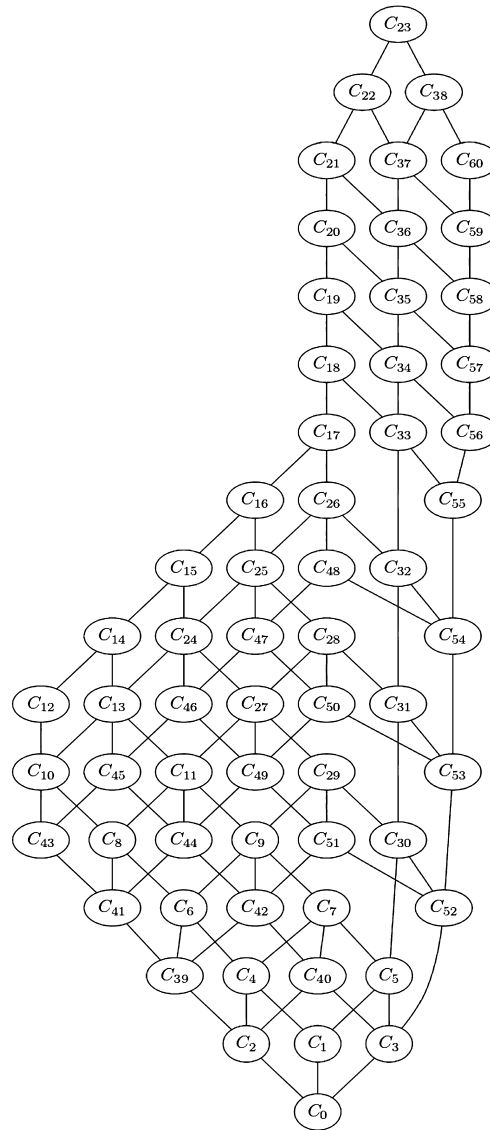 C₂₃
C₂₂ C₃₈
C₂₁ C₃₇ C₆₀
C₂₀ C₃₆ C₅₉
C₁₉ C₃₅ C₅₈
C₁₈ C₃₄ C₅₇
C₁₇ C₃₃ C₅₆
C₁₆ C₂₆ C₅₅
C₁₅ C₂₅ C₄₈ C₃₂
C₁₄ C₂₄ C₄₇ C₂₈ C₅₄
C₁₂ C₁₃ C₄₆ C₂₇ C₅₀ C₃₁
C₁₀ C₄₅ C₁₁ C₄₉ C₂₉ C₅₃
C₄₃ C₈ C₄₄ C₉ C₅₁ C₃₀
C₄₁ C₆ C₄₂ C₇ C₅₂
C₃₉ C₄ C₄₀ C₅
C₂ C₁ C₃
C₀